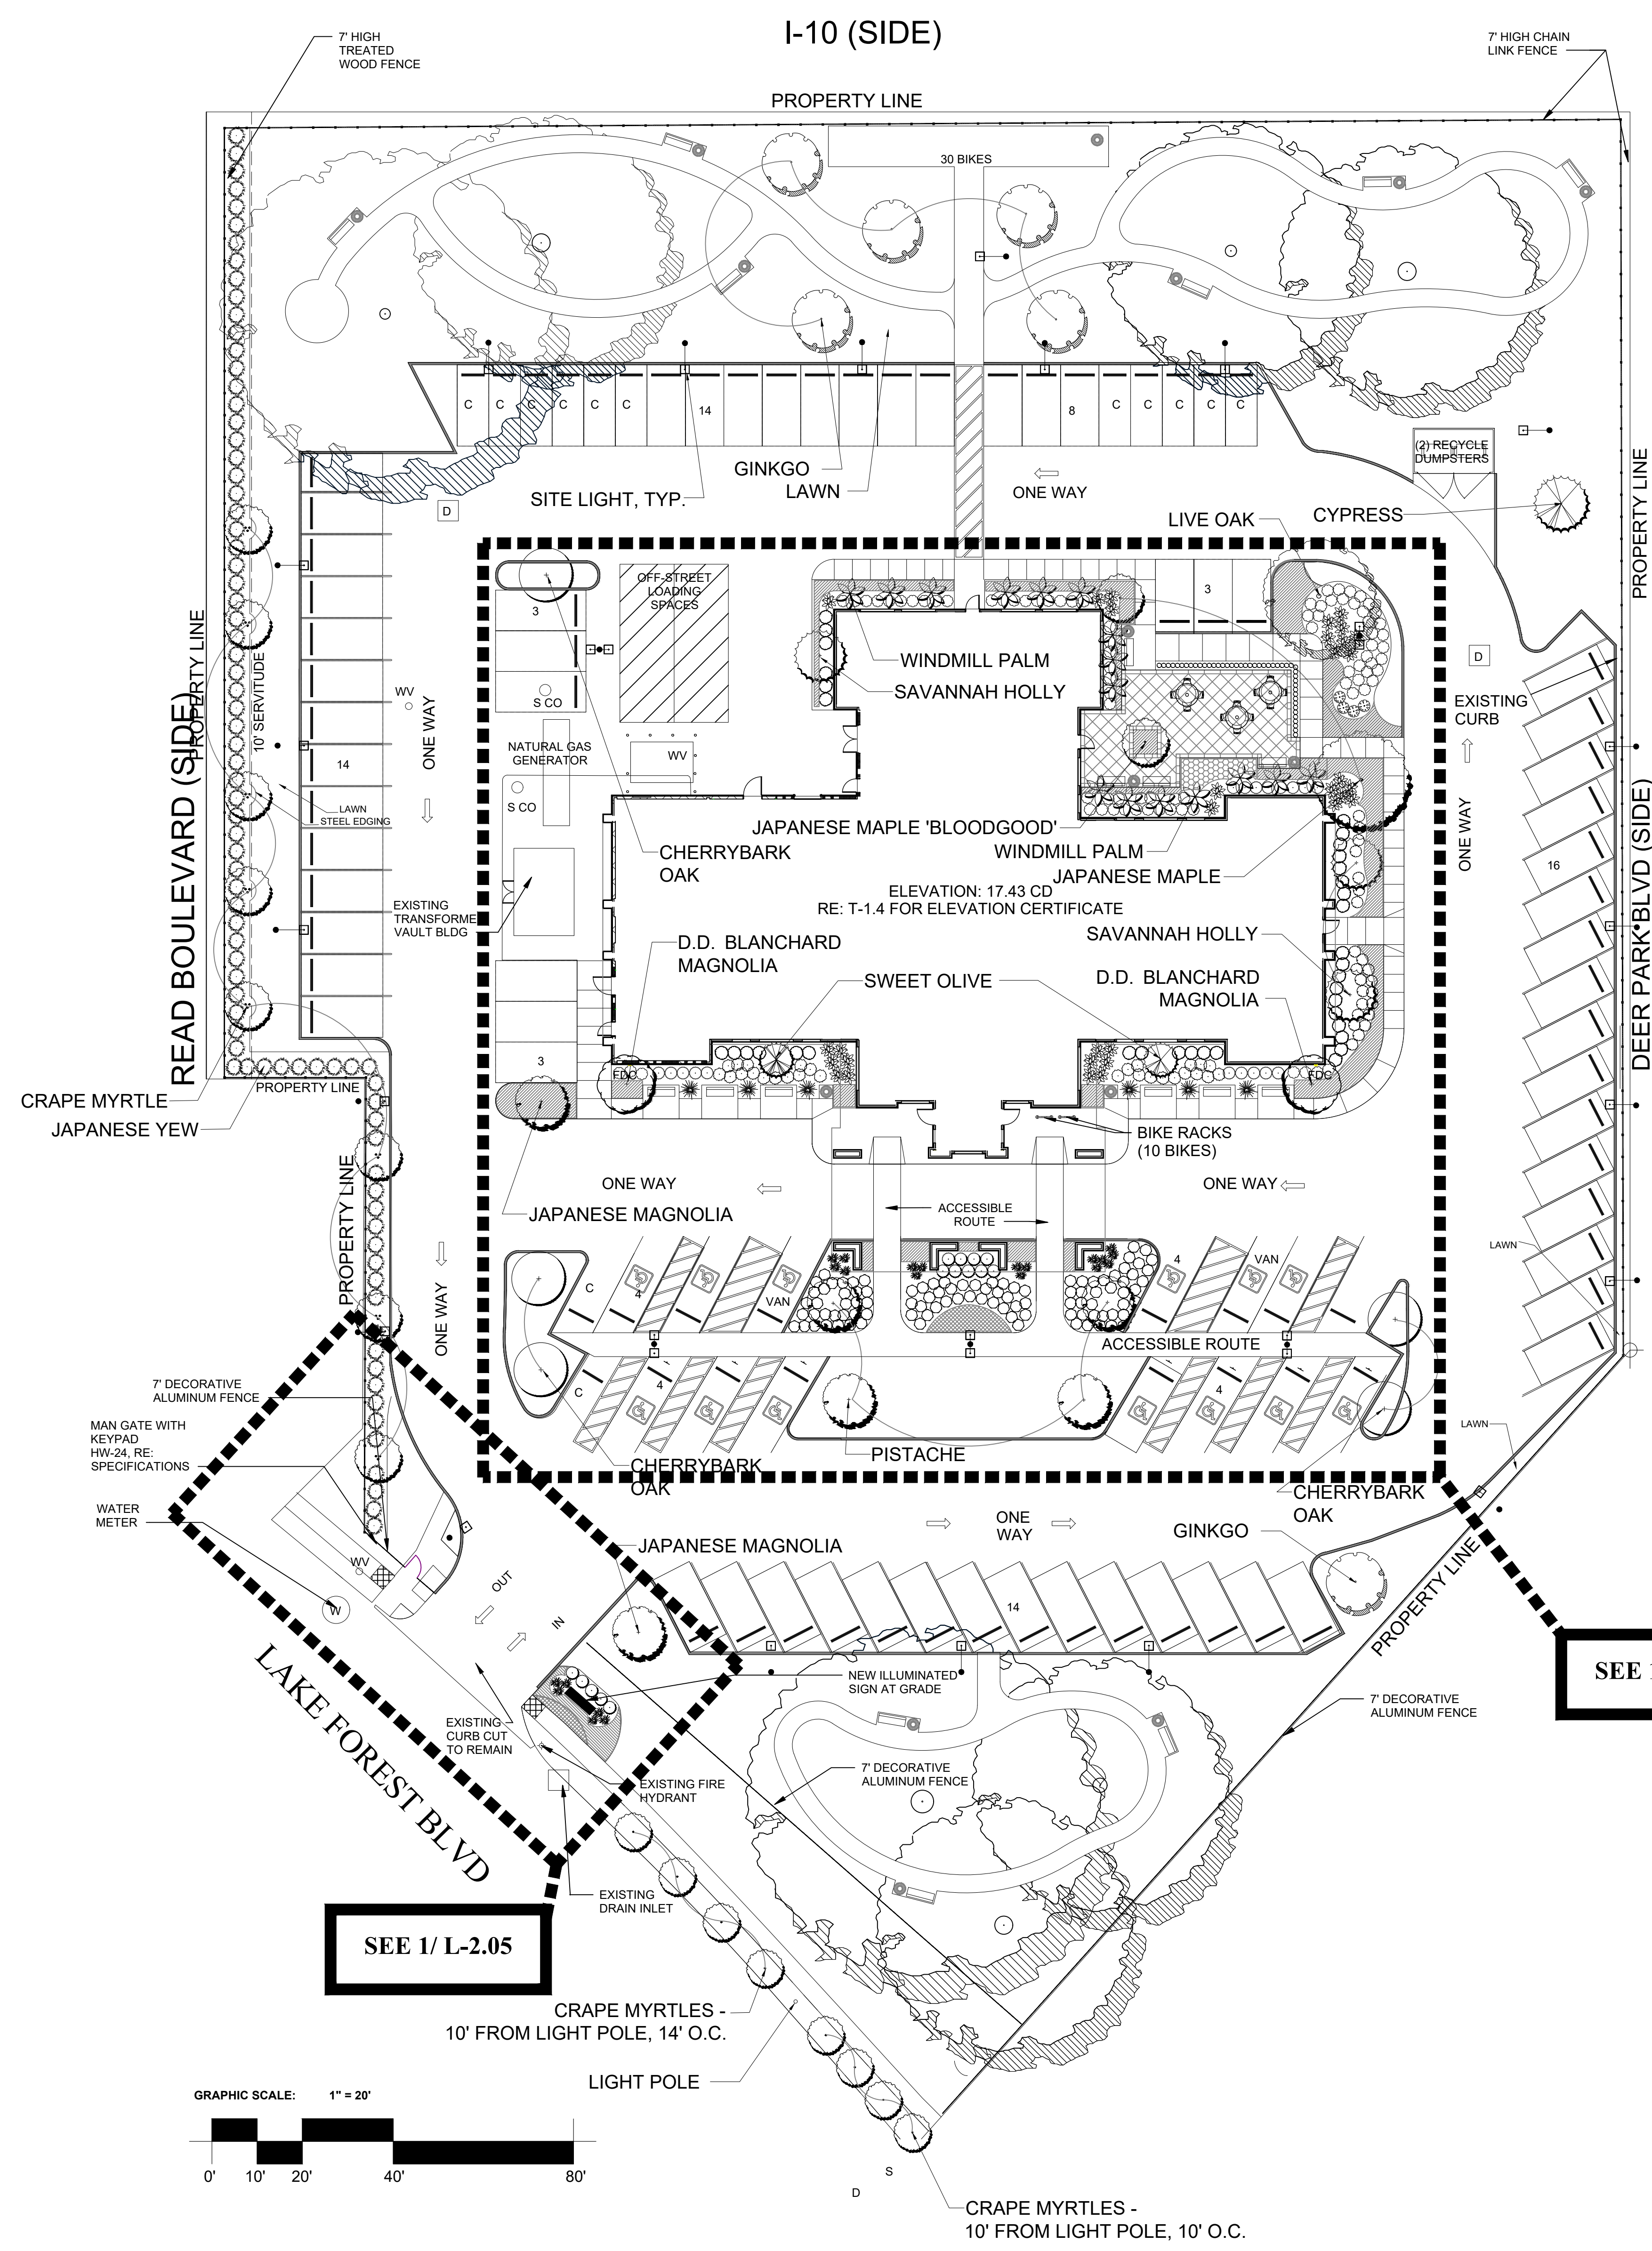 I-10 (SIDE)
7' HIGH
TREATED
WOOD FENCE
7' HIGH CHAIN
LINK FENCE
PROPERTY LINE
30 BIKES
C
C
C
C
C
C
14
8
C
C
C
C
C
(2) RECYCLE
DUMPSTERS
GINKGO
LAWN
SITE LIGHT, TYP.
ONE WAY
LIVE OAK
CYPRESS
D
PROPERTY LINE
OFF-STREET
LOADING
SPACES
3
3
WINDMILL PALM
SAVANNAH HOLLY
D
EXISTING
CURB
PROPERTY LINE
10' SERVITUDE
READ BOULEVARD (SIDE)
WV
ONE WAY
S CO
NATURAL GAS
GENERATOR
WV
S CO
14
LAWN
STEEL EDGING
JAPANESE MAPLE 'BLOODGOOD'
WINDMILL PALM
JAPANESE MAPLE
CHERRYBARK
OAK
ONE WAY
16
DEER PARK BLVD (SIDE)
ELEVATION: 17.43 CD
RE: T-1.4 FOR ELEVATION CERTIFICATE
EXISTING
TRANSFORME
VAULT BLDG
D.D. BLANCHARD
MAGNOLIA
SAVANNAH HOLLY
SWEET OLIVE
D.D. BLANCHARD
MAGNOLIA
3
FDC
FDC
PROPERTY LINE
CRAPE MYRTLE
JAPANESE YEW
BIKE RACKS
(10 BIKES)
PROPERTY LINE
ONE WAY
ONE WAY
ACCESSIBLE
ROUTE
JAPANESE MAGNOLIA
ONE WAY
C
4
VAN
4
VAN
LAWN
ACCESSIBLE ROUTE
C
4
4
7' DECORATIVE
ALUMINUM FENCE
MAN GATE WITH
KEYPAD
HW-24, RE:
SPECIFICATIONS
WATER
METER
LAWN
PISTACHE
CHERRYBARK
OAK
CHERRYBARK
OAK
ONE
WAY
GINKGO
JAPANESE MAGNOLIA
WV
W
OUT
IN
14
PROPERTY LINE
SEE
LAKE FOREST BLVD
NEW ILLUMINATED
SIGN AT GRADE
7' DECORATIVE
ALUMINUM FENCE
EXISTING
CURB CUT
TO REMAIN
EXISTING FIRE
HYDRANT
7' DECORATIVE
ALUMINUM FENCE
EXISTING
DRAIN INLET
SEE 1/ L-2.05
CRAPE MYRTLES -
10' FROM LIGHT POLE, 14' O.C.
LIGHT POLE
GRAPHIC SCALE: 1" = 20'
0' 10' 20' 40' 80'
S
D
CRAPE MYRTLES -
10' FROM LIGHT POLE, 10' O.C.